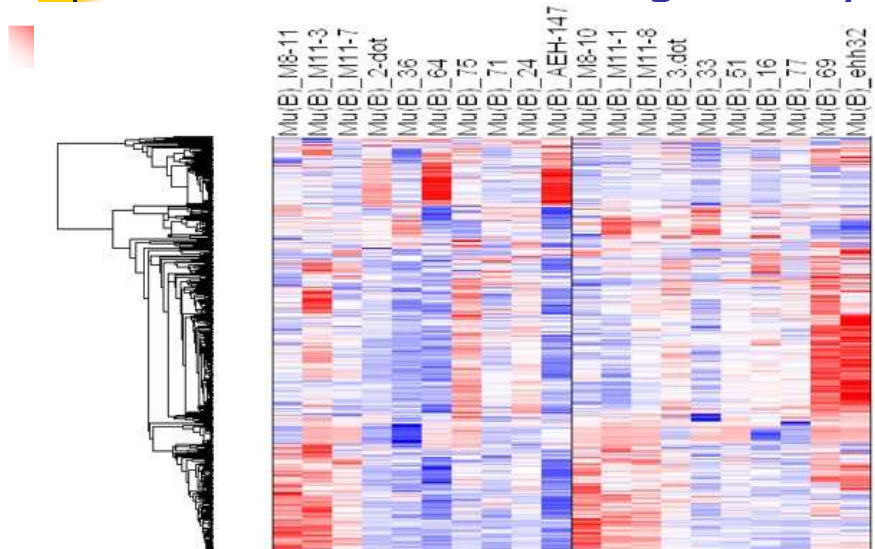 Mu(B)_M8-11
Mu(B)_M11-3
Mu(B)_M11-7
Mu(B)_2-dot
Mu(B)_36
Mu(B)_64
Mu(B)_75
Mu(B)_71
Mu(B)_24
Mu(B)_AEH-147
Mu(B)_M8-10
Mu(B)_M11-1
Mu(B)_M11-8
Mu(B)_3.dot
Mu(B)_33
Mu(B)_51
Mu(B)_16
Mu(B)_77
Mu(B)_69
Mu(B)_ehh32